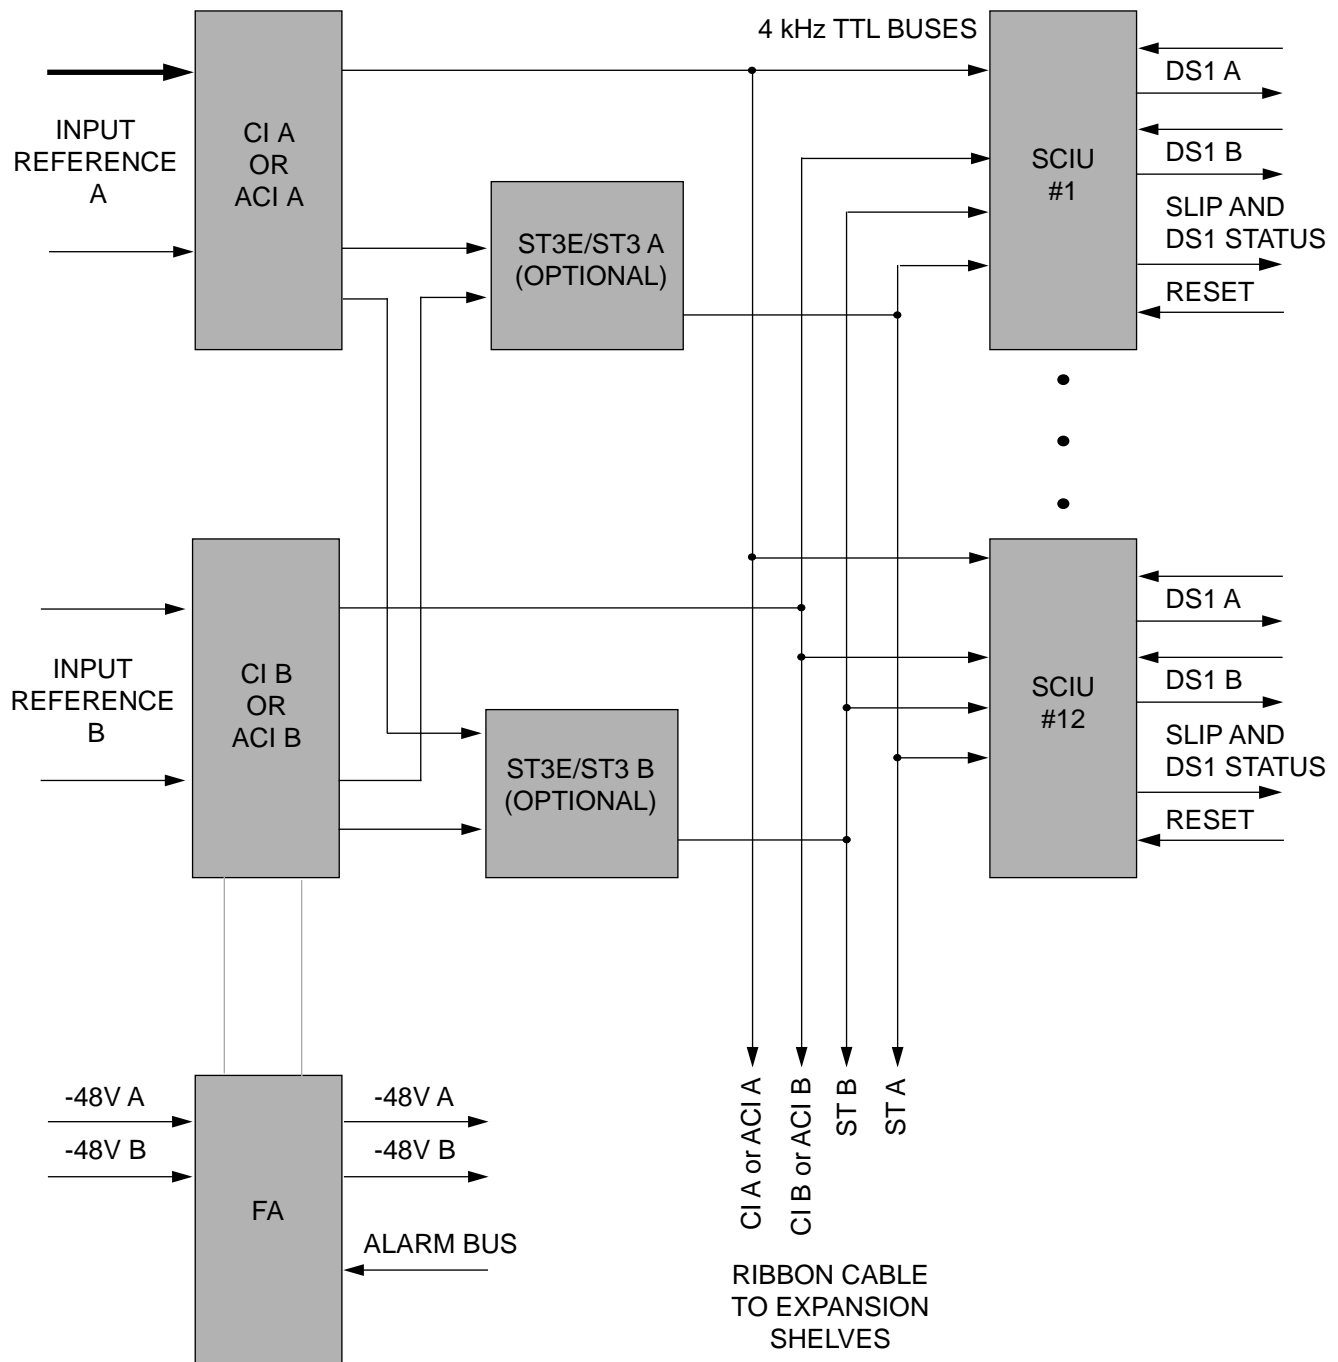 4 kHz TTL BUSES
INPUT
REFERENCE
A
CI A
OR
ACI A
ST3E/ST3 A
(OPTIONAL)
SCIU
#1
DS1 A
DS1 B
SLIP AND
DS1 STATUS
RESET
INPUT
REFERENCE
B
CI B
OR
ACI B
ST3E/ST3 B
(OPTIONAL)
SCIU
#12
DS1 A
DS1 B
SLIP AND
DS1 STATUS
RESET
-48V A
-48V B
FA
-48V A
-48V B
ALARM BUS
CI A or ACI A
CI B or ACI B
ST B
ST A
RIBBON CABLE
TO EXPANSION
SHELVES